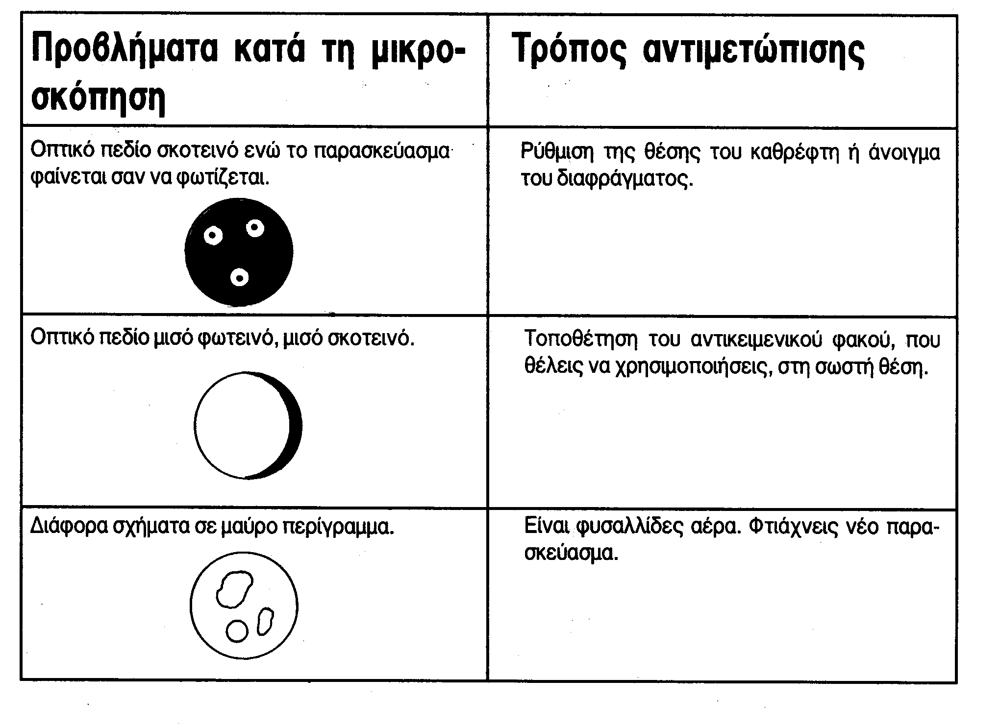 Προβλήματα κατά τη μικρο-
σκόπηση
Τρόπος αντιμετώπισης
Οπτικό πεδίο σκοτεινό ενώ το παρασκεύασμα
φαίνεται σαν να φωτίζεται.
Ρύθμιση της θέσης του καθρέφτη ή άνοιγμα
του διαφράγματος.
Οπτικό πεδίο μισό φωτεινό, μισό σκοτεινό.
Τοποθέτηση του αντικειμενικού φακού, που
θέλεις να χρησιμοποιήσεις, στη σωστή θέση.
Διάφορα σχήματα σε μαύρο περίγραμμα.
Είναι φυσαλλίδες αέρα. Φτιάχνεις νέο παρα-
σκεύασμα.